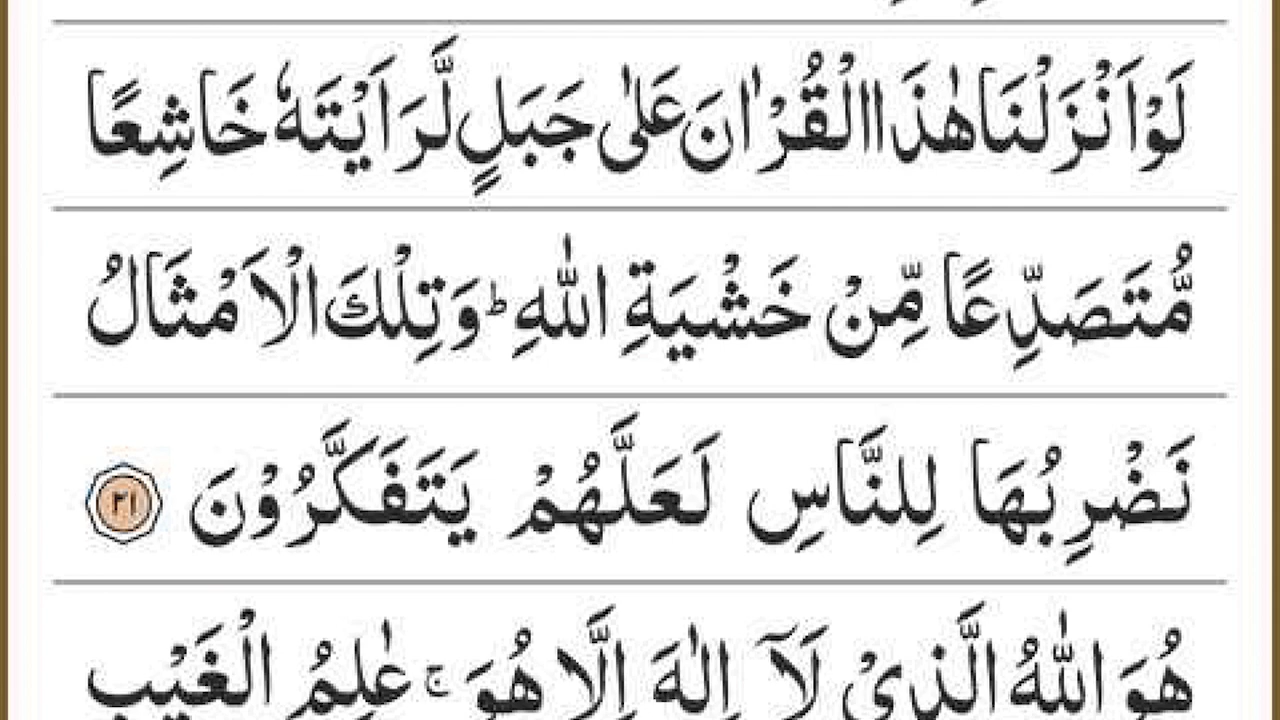 لَوْ اَنْزَلْنَا هٰذَا الْقُرْاٰنَ عَلٰى جَبَلٍ لَّرَاَيْتَهٗ خَاشِعًا
مُّتَصَدِّعًا مِّنْ خَشْيَةِ اللّٰهِ ؕ وَتِلْكَ الْاَمْثَالُ
نَضْرِبُهَا لِلنَّاسِ لَعَلَّهُمْ يَتَفَكَّرُوْنَ ٢١
هُوَ اللّٰهُ الَّذِىْ لَاۤ اِلٰهَ اِلَّا هُوَ ۚ عٰلِمُ الْغَيْبِ